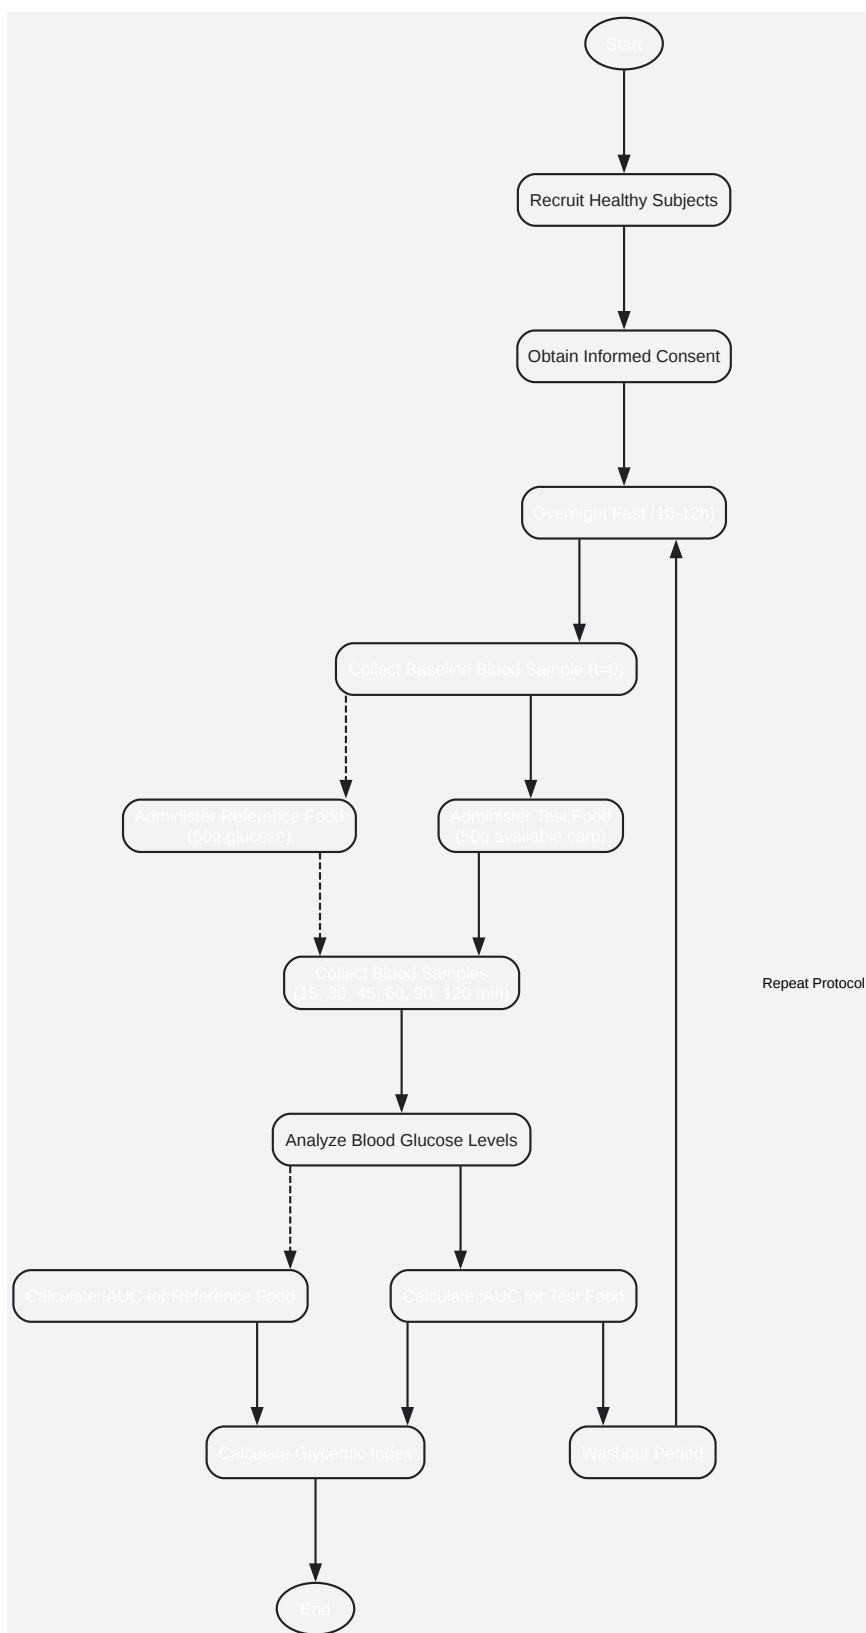 Start
Recruit Healthy Subjects
Obtain Informed Consent
Overnight Fast (10-12h)
Collect Baseline Blood Sample (t=0)
Administer Reference Food
(50g glucose)
Administer Test Food
(50g available carb)
Collect Blood Samples
(15, 30, 45, 60, 90, 120 min)
Repeat Protocol
Analyze Blood Glucose Levels
Calculate iAUC for Reference Food
Calculate iAUC for Test Food
Calculate Glycemic Index
Washout Period
End